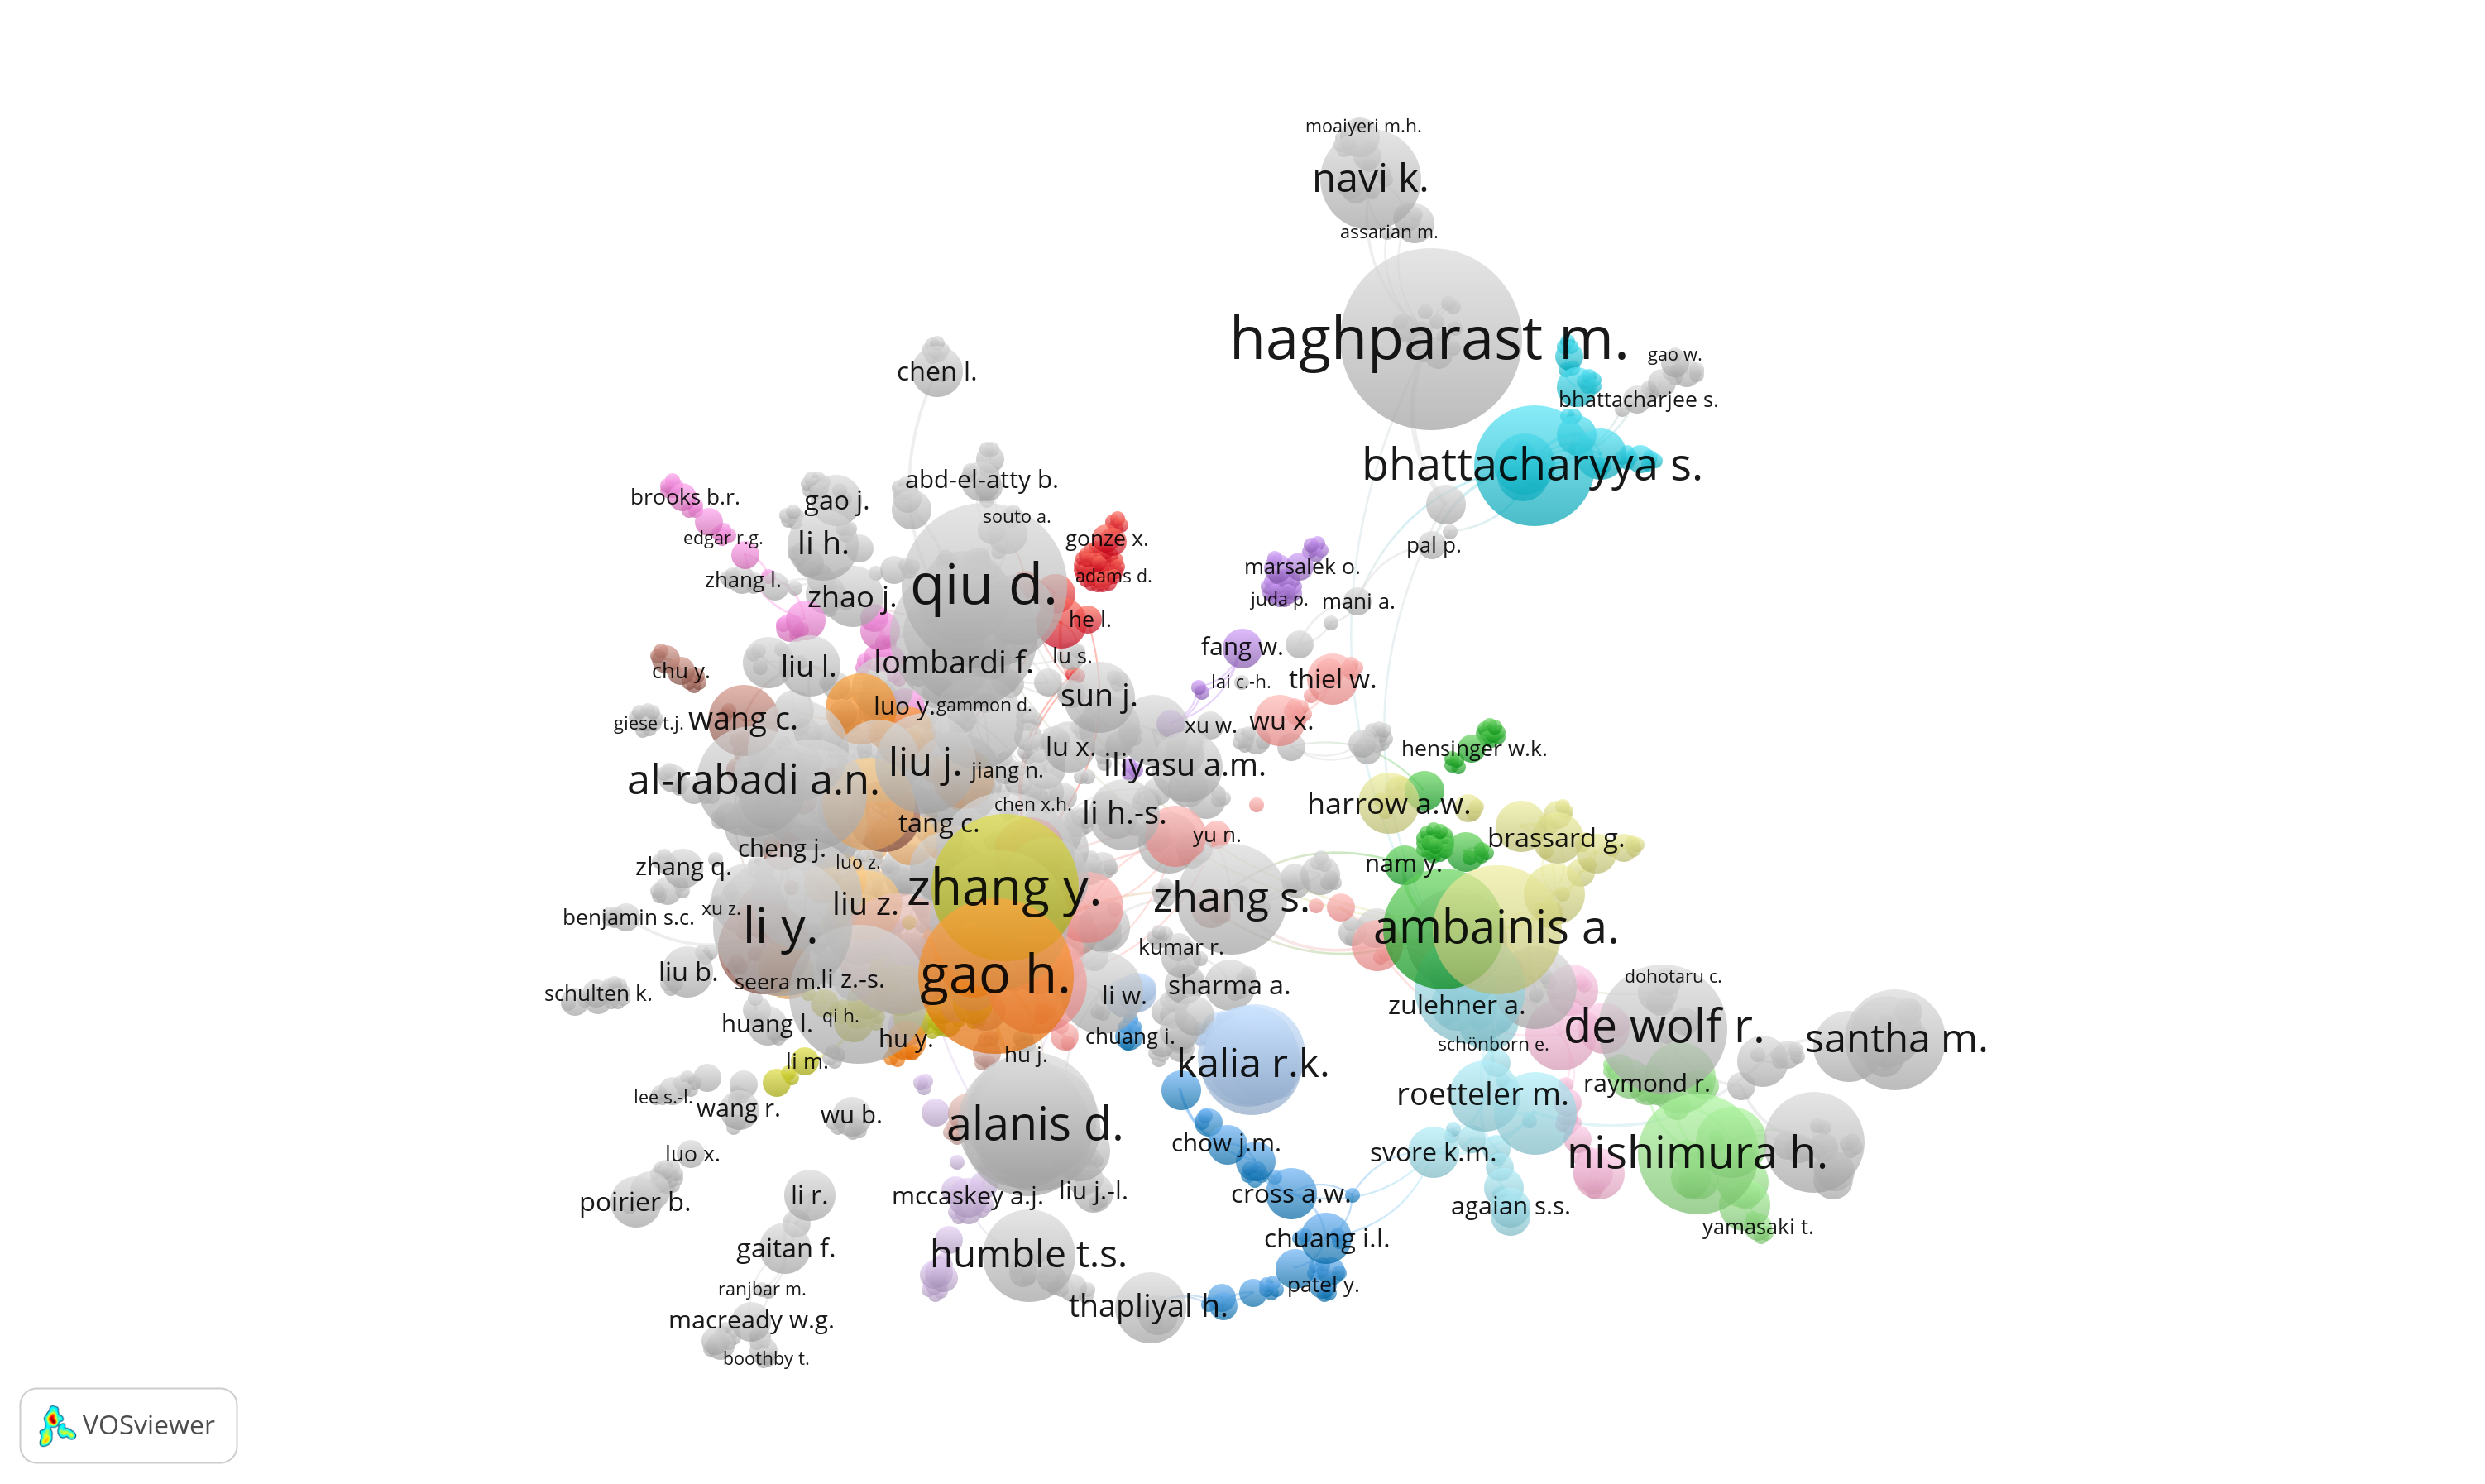 moaiyeri m.h.
navi k.
assarian m.
haghparast m.
gao w.
chen l.
bhattacharjee s.
bhattacharyya s.
abd-el-atty b.
brooks b.r.
gao j.
souto a.
edgar r.g.
li h.
gonze x.
pal p.
marsalek o.
zhang l.
adams d.
qiu d.
zhao j.
juda p.
mani a.
he l.
fang w.
lu s.
liu l.
lombardi f.
chu y.
lai c.-h.
thiel w.
sun j.
luo y.
gammon d.
giese t.j.
wang c.
xu w.
wu x.
lu x.
hensinger w.k.
liu j.
jiang n.
iliyasu a.m.
al-rabadi a.n.
chen x.h.
harrow a.w.
li h.-s.
tang c.
yu n.
brassard g.
cheng j.
luo z.
zhang q.
nam y.
zhang y.
zhang s.
liu z.
xu z.
benjamin s.c.
li y.
ambainis a.
kumar r.
liu b.
gao h.
seera m.
li z.-s.
dohotaru c.
sharma a.
schulten k.
li w.
zulehner a.
qi h.
huang l.
de wolf r.
hu y.
chuang i.
santha m.
schönborn e.
hu j.
li m.
kalia r.k.
raymond r.
lee s.-l.
roetteler m.
wang r.
wu b.
alanis d.
chow j.m.
luo x.
svore k.m.
nishimura h.
liu j.-l.
cross a.w.
poirier b.
li r.
mccaskey a.j.
agaian s.s.
yamasaki t.
chuang i.l.
gaitan f.
humble t.s.
patel y.
ranjbar m.
thapliyal h.
macready w.g.
boothby t.
VOSviewer